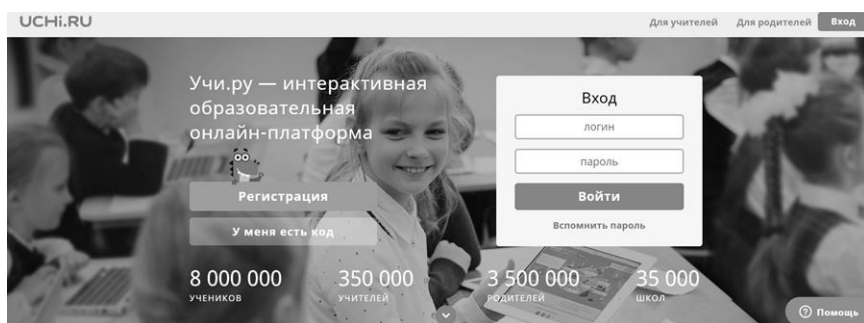 UCHi.RU
Для учителей
Для родителей
Вход
Учи.ру — интерактивная
образовательная
онлайн-платформа
Регистрация
У меня есть код
Вход
логин
пароль
Войти
Вспомнить пароль
8 000 000
УЧЕНИКОВ
350 000
УЧИТЕЛЕЙ
3 500 000
РОДИТЕЛЕЙ
35 000
ШКОЛ
Помощь